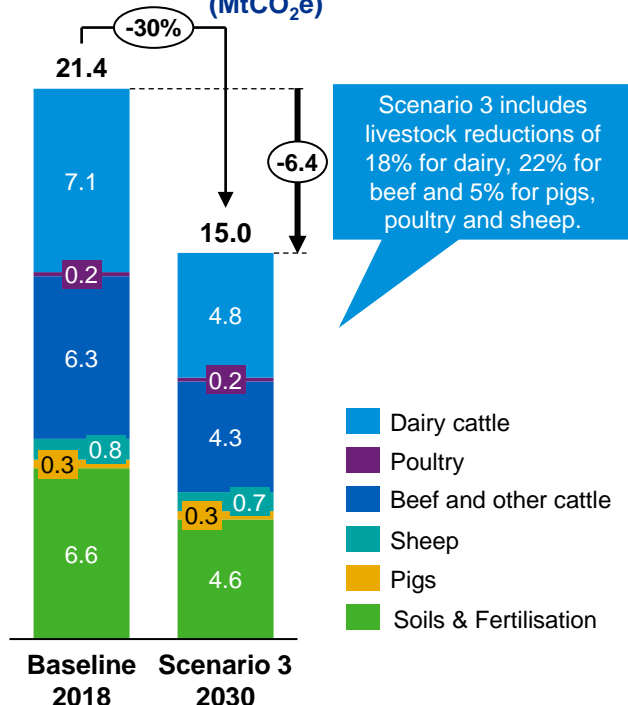 (MtCO₂e)
-30%
21.4
-6.4
15.0
Scenario 3 includes
livestock reductions of
18% for dairy, 22% for
beef and 5% for pigs,
poultry and sheep.
7.1
0.2
6.3
0.8
0.3
6.6
4.8
0.2
4.3
0.7
0.3
4.6
Dairy cattle
Poultry
Beef and other cattle
Sheep
Pigs
Soils & Fertilisation
Baseline
2018
Scenario 3
2030